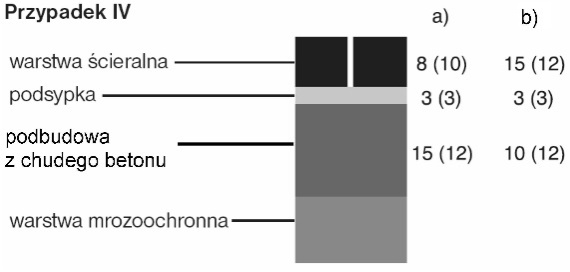 Przypadek IV
a) b)
warstwa ścieralna 8 (10) 15 (12)
podsypka 3 (3) 3 (3)
podbudowa
z chudego betonu 15 (12) 10 (12)
warstwa mrozoochronna